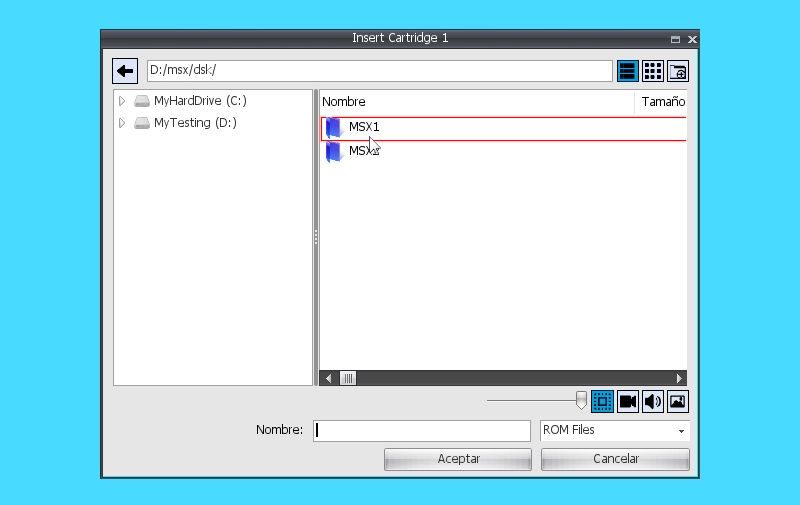 Insert Cartridge 1
D:/msx/dsk/
MyHardDrive (C:)
MyTesting (D:)
Nombre
Tamaño
MSX1
Nombre:
ROM Files
Aceptar
Cancelar